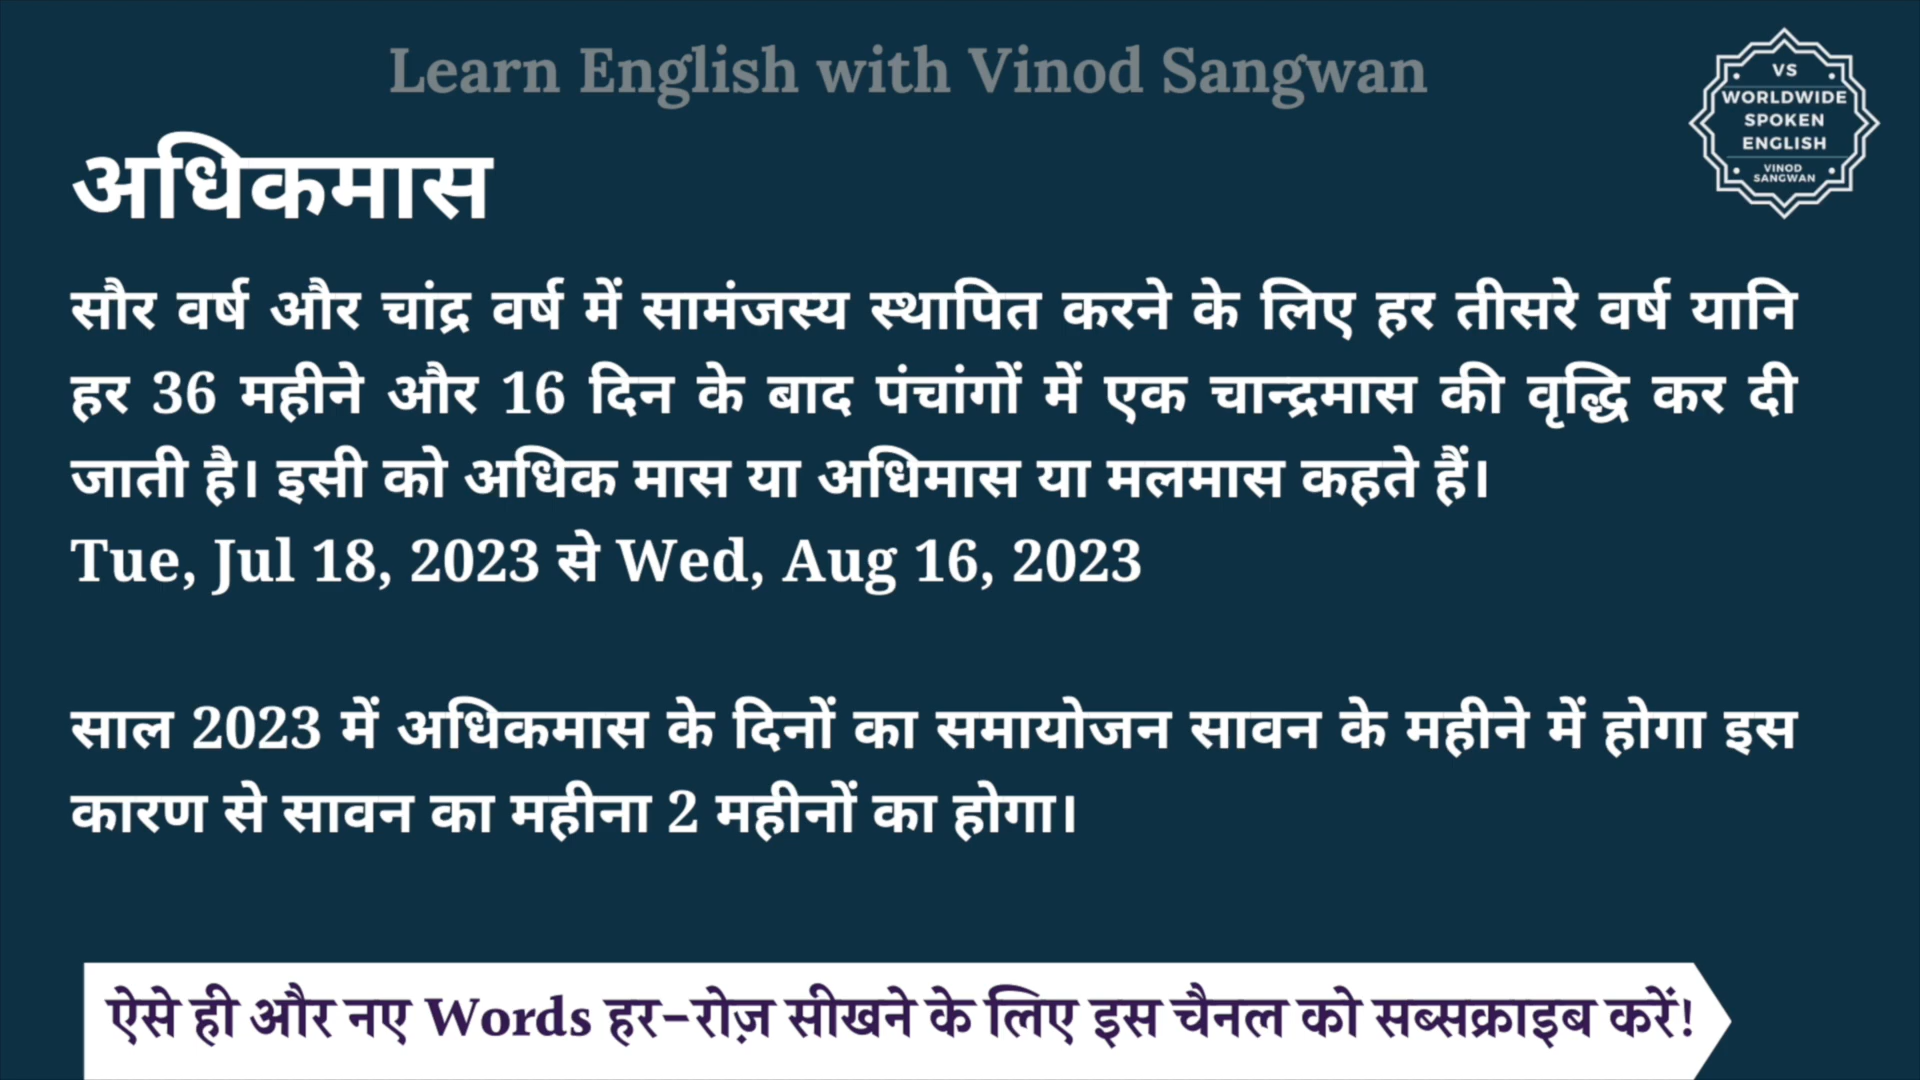 Learn English with Vinod Sangwan
VS
WORLDWIDE
SPOKEN
ENGLISH
VINOD
SANGWAN
अधिकमास
सौर वर्ष और चांद्र वर्ष में सामंजस्य स्थापित करने के लिए हर तीसरे वर्ष यानि
हर 36 महीने और 16 दिन के बाद पंचांगों में एक चान्द्रमास की वृद्धि कर दी
जाती है। इसी को अधिक मास या अधिमास या मलमास कहते हैं।
Tue, Jul 18, 2023 से Wed, Aug 16, 2023
साल 2023 में अधिकमास के दिनों का समायोजन सावन के महीने में होगा इस
कारण से सावन का महीना 2 महीनों का होगा।
ऐसे ही और नए Words हर-रोज़ सीखने के लिए इस चैनल को सब्सक्राइब करें!